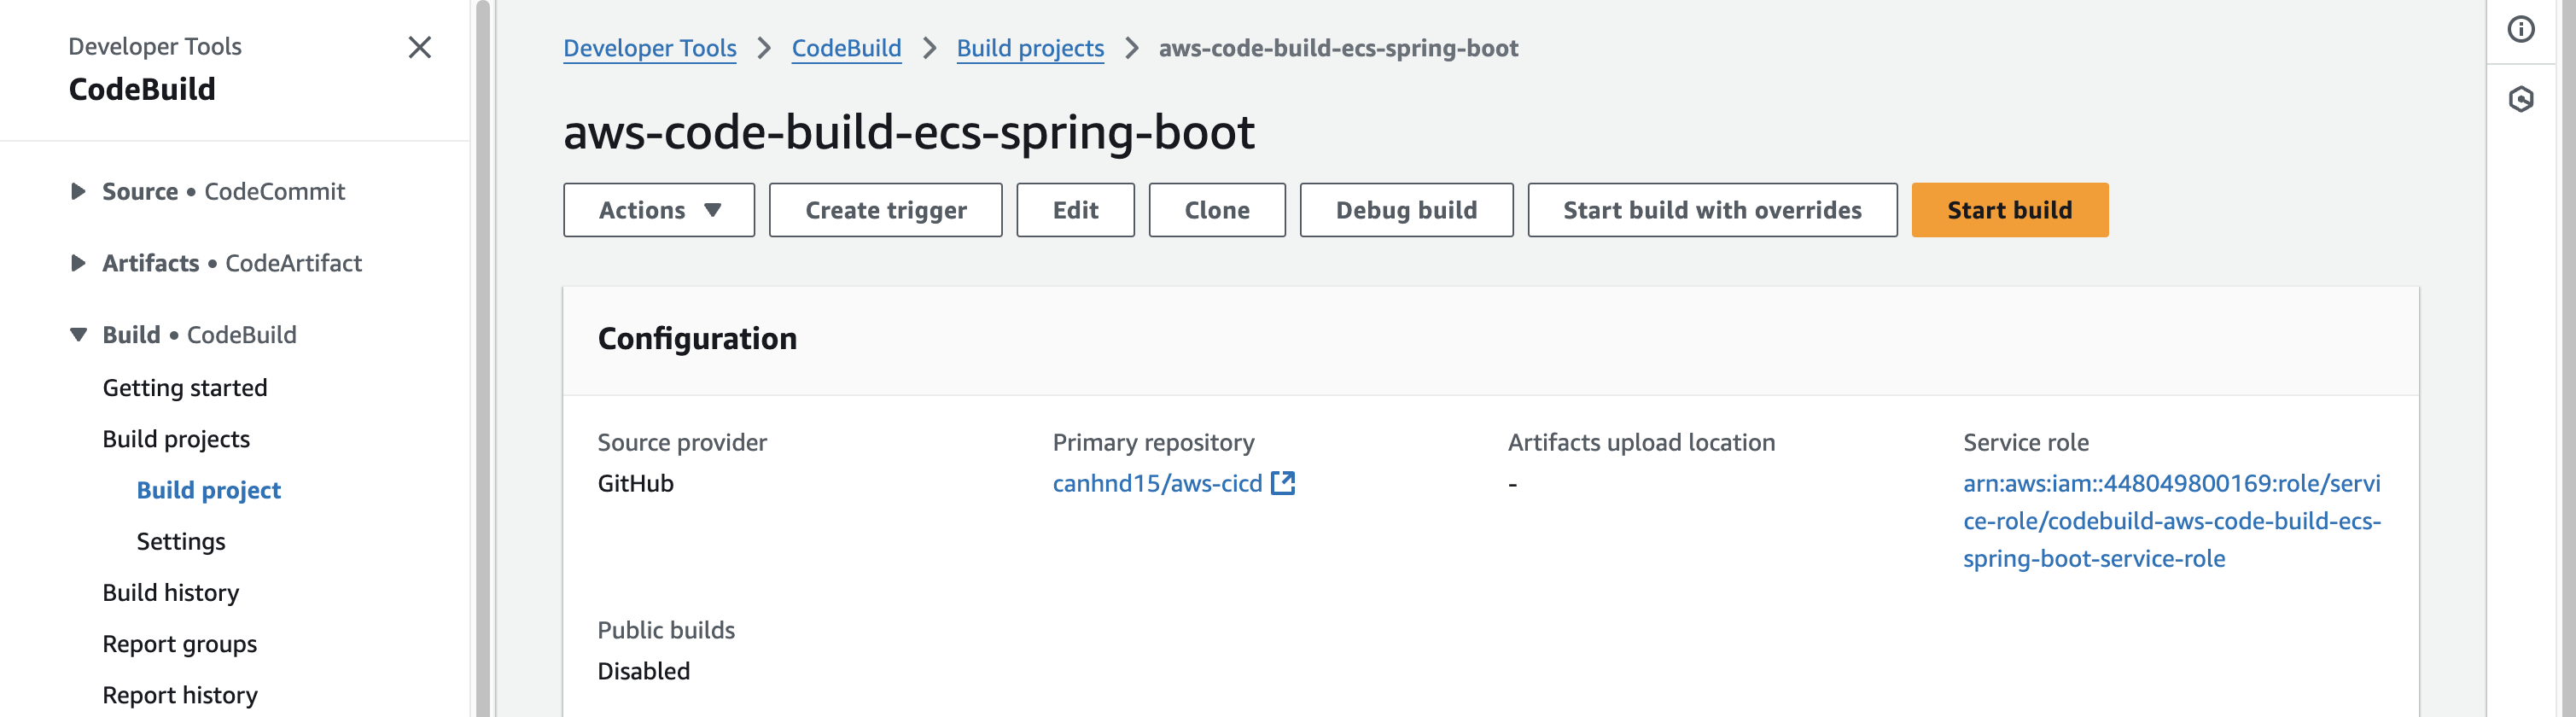 Developer Tools
CodeBuild
Source • CodeCommit
Artifacts • CodeArtifact
Build • CodeBuild
Getting started
Build projects
Build project
Settings
Build history
Report groups
Report history
Developer Tools > CodeBuild > Build projects > aws-code-build-ecs-spring-boot
aws-code-build-ecs-spring-boot
Actions Create trigger Edit Clone Debug build Start build with overrides Start build
Configuration
Source provider
GitHub
Primary repository
canhnd15/aws-cicd
Artifacts upload location
-
Service role
arn:aws:iam::448049800169:role/servi
ce-role/codebuild-aws-code-build-ecs-
spring-boot-service-role
Public builds
Disabled